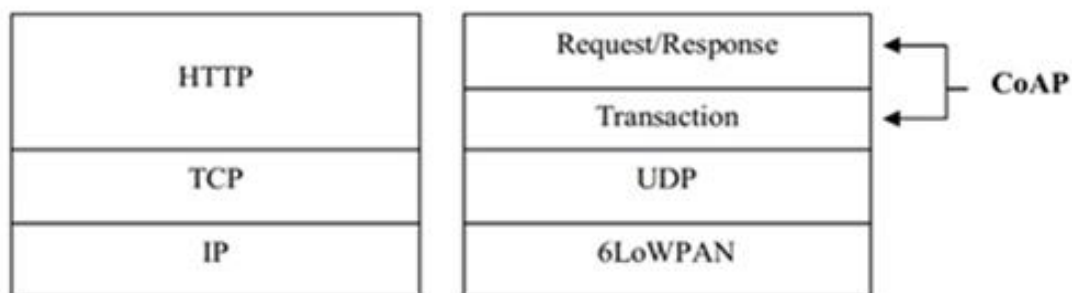 HTTP
TCP
IP
Request/Response
Transaction
UDP
6LoWPAN
CoAP